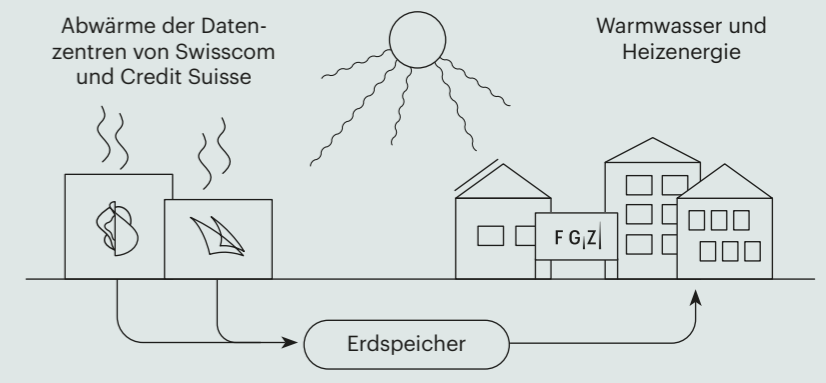 Abwärme der Daten-
zentren von Swisscom
und Credit Suisse
Warmwasser und
Heizenergie
FGZ
Erdspeicher